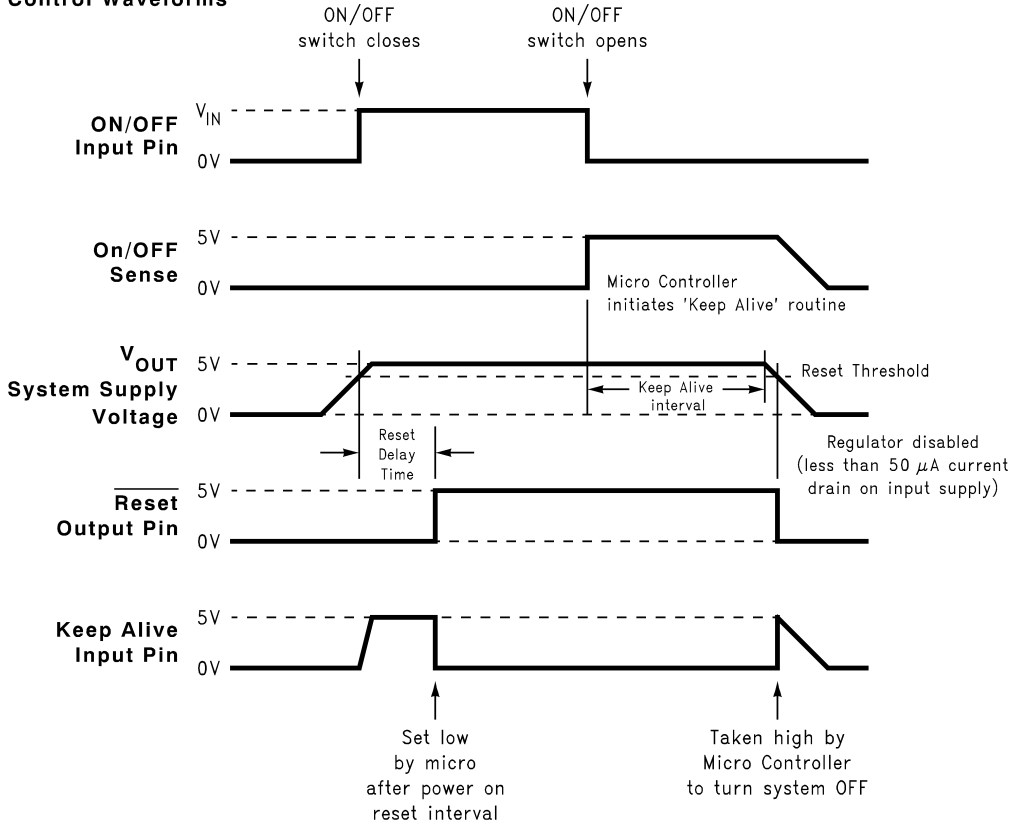 Control Waveforms
ON/OFF
switch closes
ON/OFF
switch opens
ON/OFF
Input Pin
VIN
0V
On/OFF
Sense
5V
0V
Micro Controller
initiates 'Keep Alive' routine
VOUT
System Supply
Voltage
5V
0V
Reset Threshold
Keep Alive
interval
Reset
Delay
Time
Regulator disabled
(less than 50 μA current
drain on input supply)
Reset
Output Pin
5V
0V
Keep Alive
Input Pin
5V
0V
Set low
by micro
after power on
reset interval
Taken high by
Micro Controller
to turn system OFF